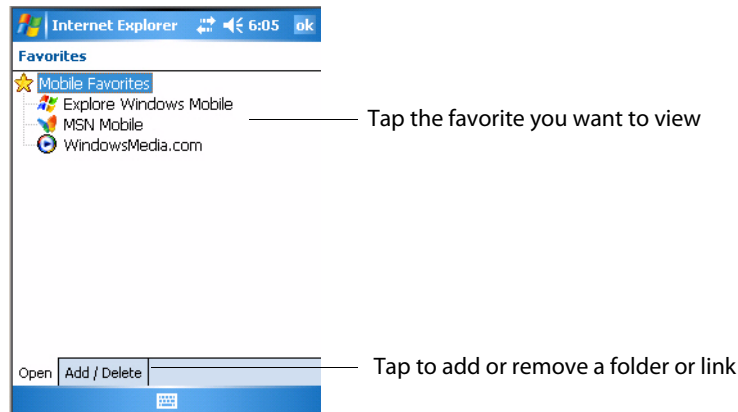 Internet Explorer 6:05 ok
Favorites
Mobile Favorites
Explore Windows Mobile
MSN Mobile
WindowsMedia.com
Tap the favorite you want to view
Open Add / Delete
Tap to add or remove a folder or link